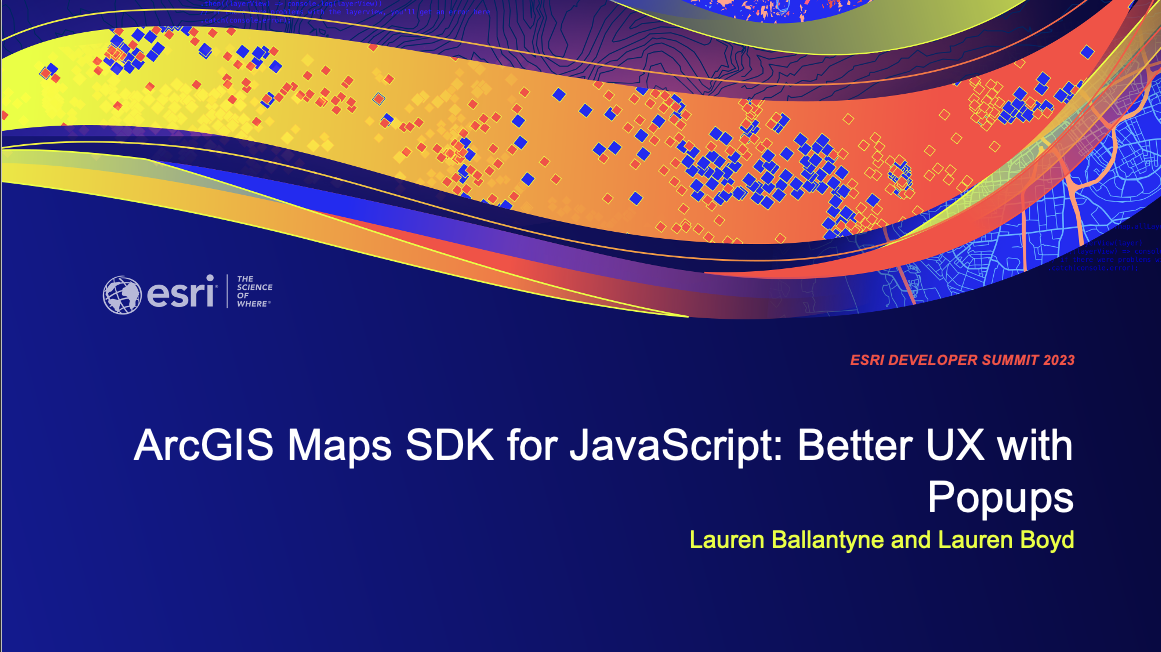 esri
THE
SCIENCE
OF
WHERE®
ESRI DEVELOPER SUMMIT 2023
ArcGIS Maps SDK for JavaScript: Better UX with
Popups
Lauren Ballantyne and Lauren Boyd